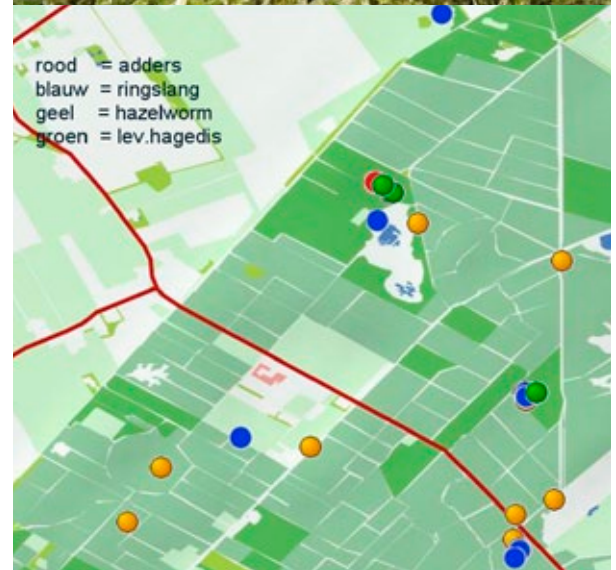 rood = adders
blauw = ringslang
geel = hazelworm
groen = lev.hagedis